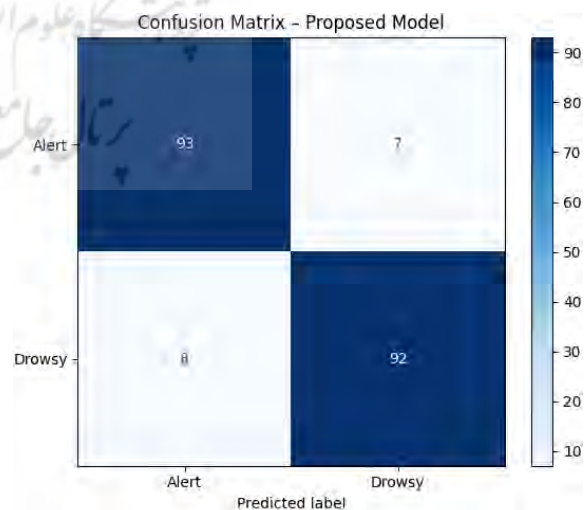 Confusion Matrix – Proposed Model
Alert
93
7
Drowsy
8
92
Alert
Drowsy
Predicted label
90
80
70
60
50
40
30
20
10